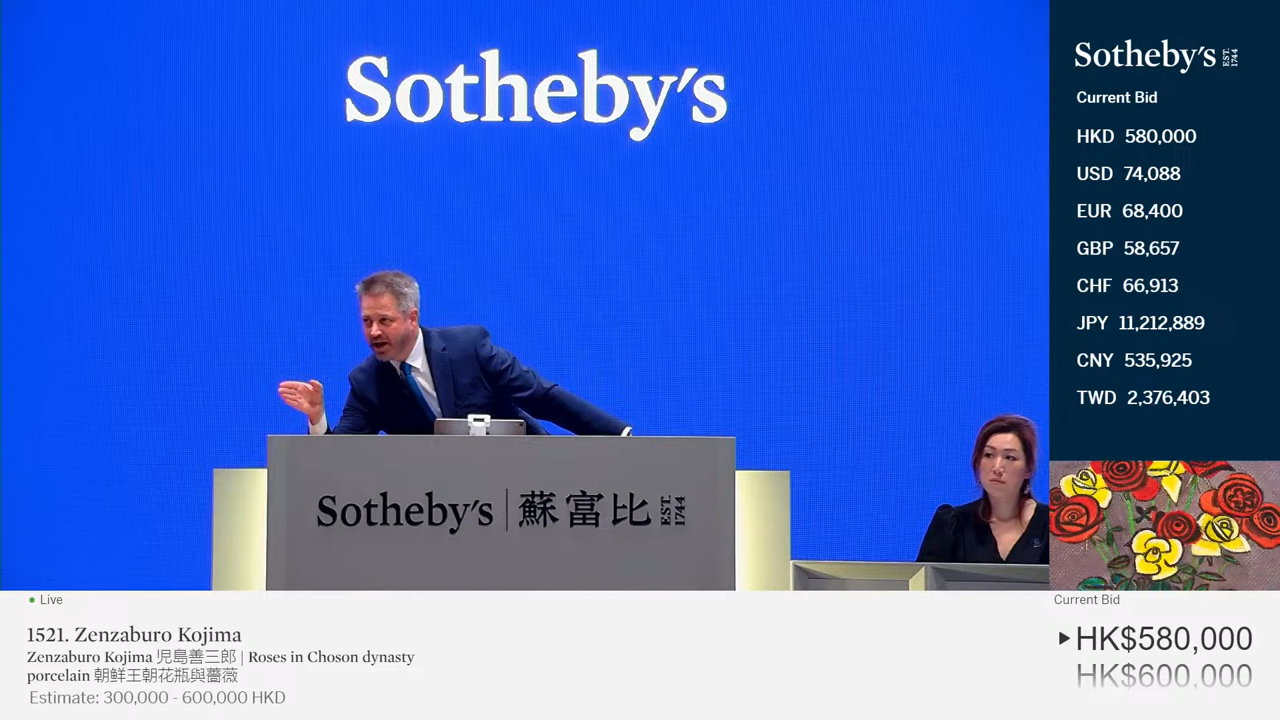 Sotheby's
Sotheby's | 蘇富比 EST. 1744
Sotheby's EST. 1744
Current Bid
HKD 580,000
USD 74,088
EUR 68,400
GBP 58,657
CHF 66,913
JPY 11,212,889
CNY 535,925
TWD 2,376,403
Live
1521. Zenzaburo Kojima
Zenzaburo Kojima 児島善三郎 | Roses in Choson dynasty
porcelain 朝鮮王朝花瓶與薔薇
Estimate: 300,000 - 600,000 HKD
Current Bid
HK$580,000
HK$600,000